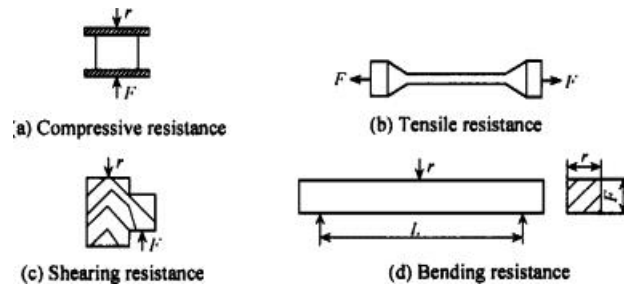 r
F
(a) Compressive resistance
F F
(b) Tensile resistance
r
F
(c) Shearing resistance
r r
F
L
(d) Bending resistance